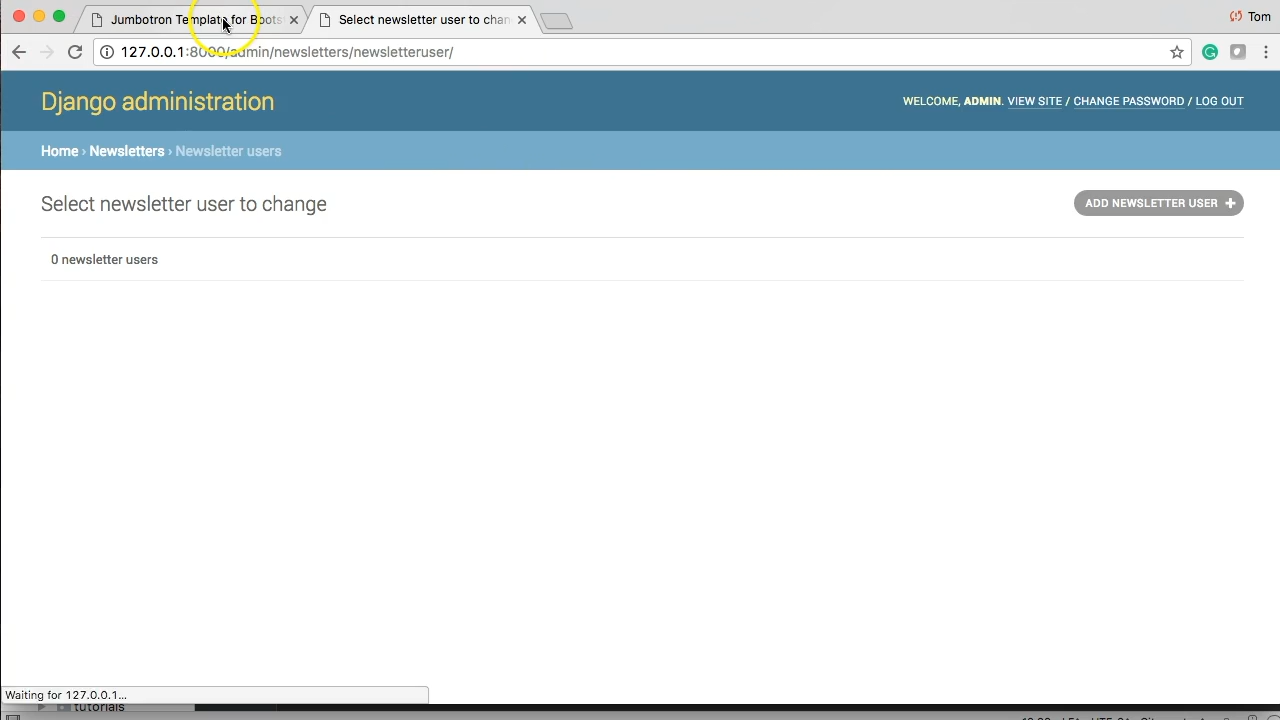 Jumbotron Template for Boots
Select newsletter user to chan
Tom
127.0.0.1:8000/admin/newsletters/newsletteruser/
Django administration
WELCOME, ADMIN. VIEW SITE / CHANGE PASSWORD / LOG OUT
Home › Newsletters › Newsletter users
Select newsletter user to change
ADD NEWSLETTER USER +
0 newsletter users
Waiting for 127.0.0.1...
tutorials